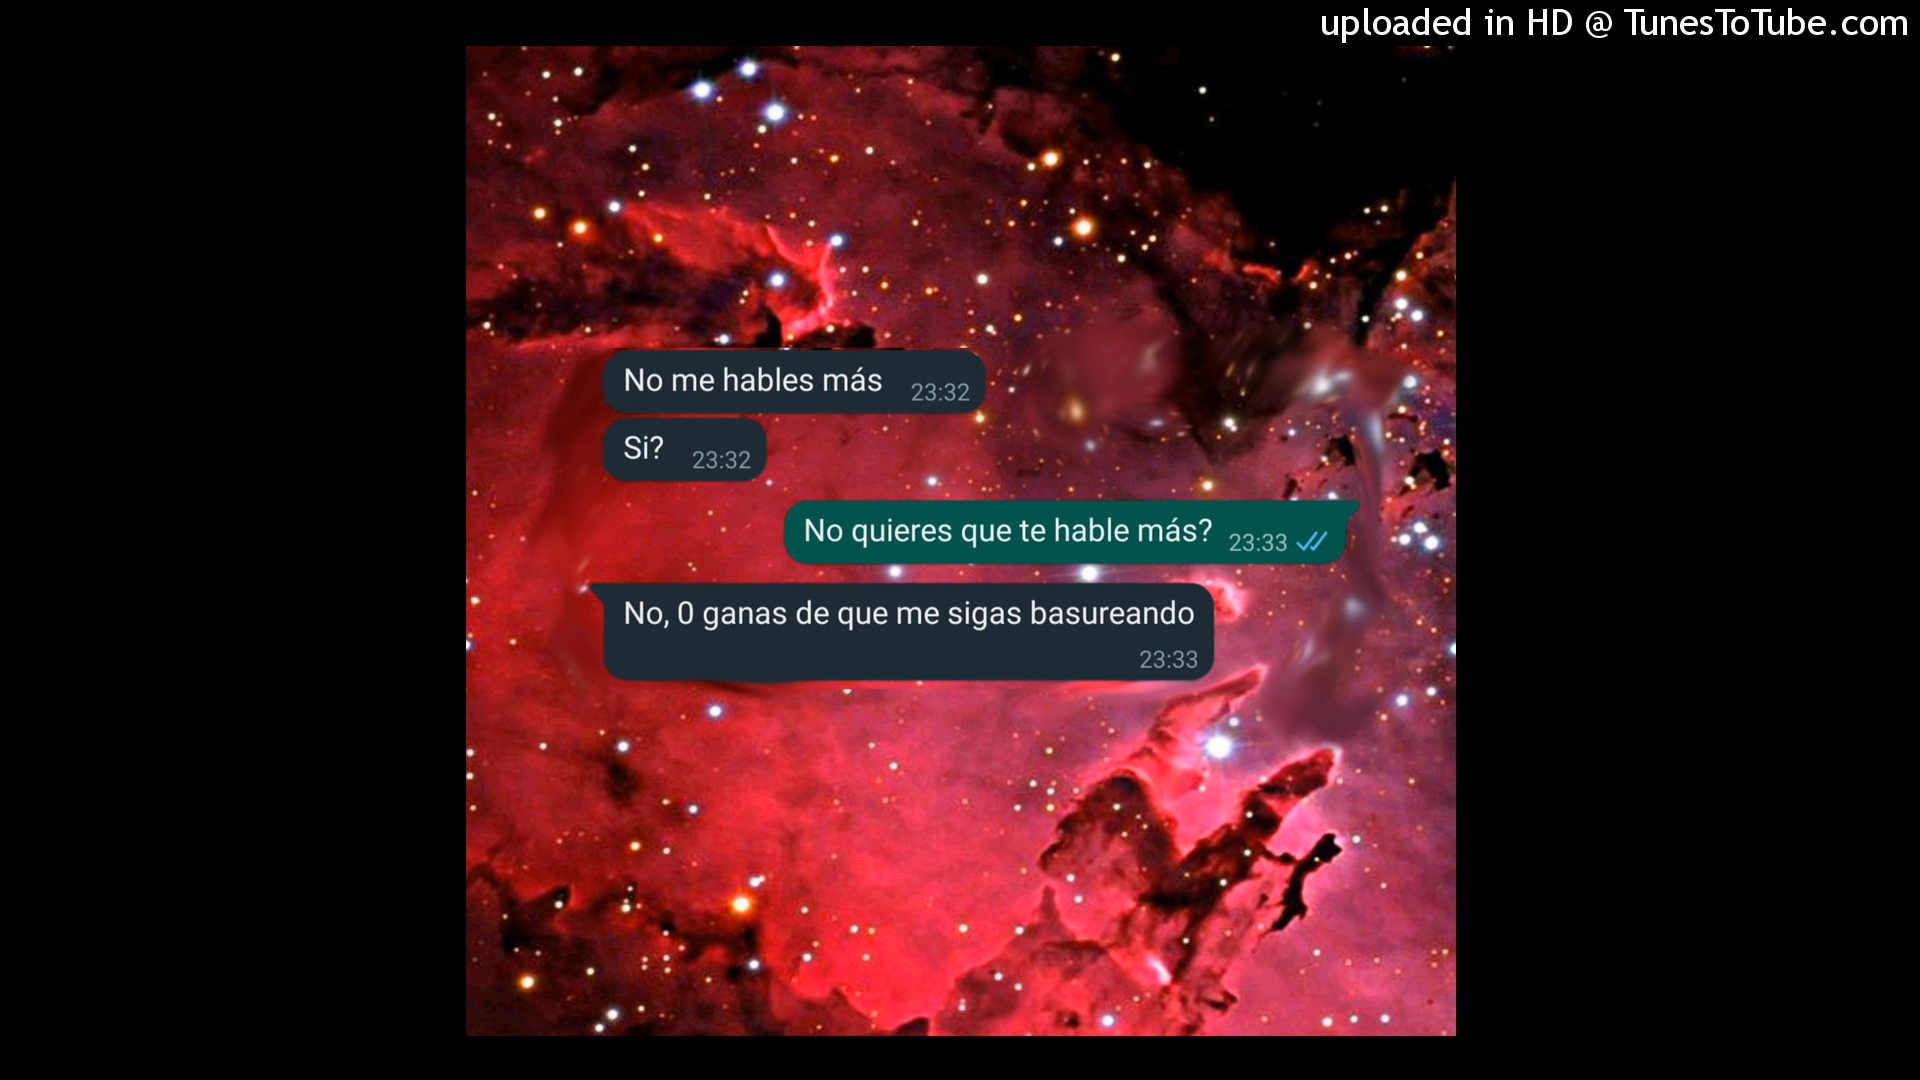 uploaded in HD @ TunesToTube.com
No me hables más 23:32
Si? 23:32
No quieres que te hable más? 23:33
No, 0 ganas de que me sigas basureando
23:33